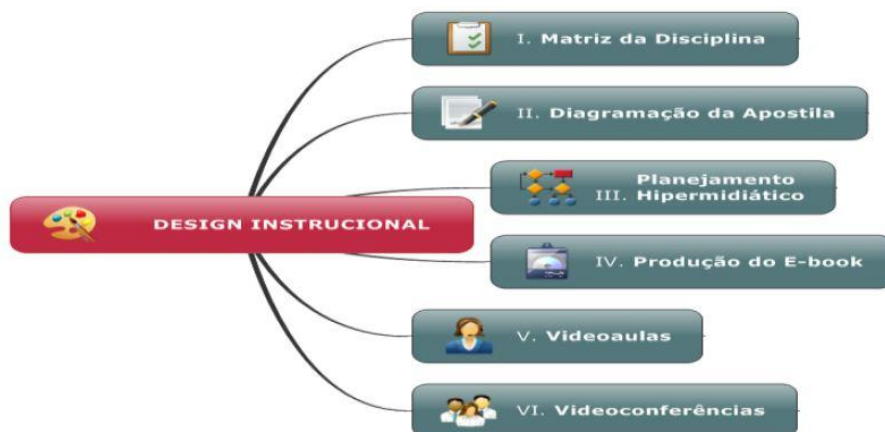 I. Matriz da Disciplina
II. Diagramação da Apostila
Planejamento
III. Hipermidiático
DESIGN INSTRUCIONAL
IV. Produção do E-book
V. Videoaulas
VI. Videoconferências